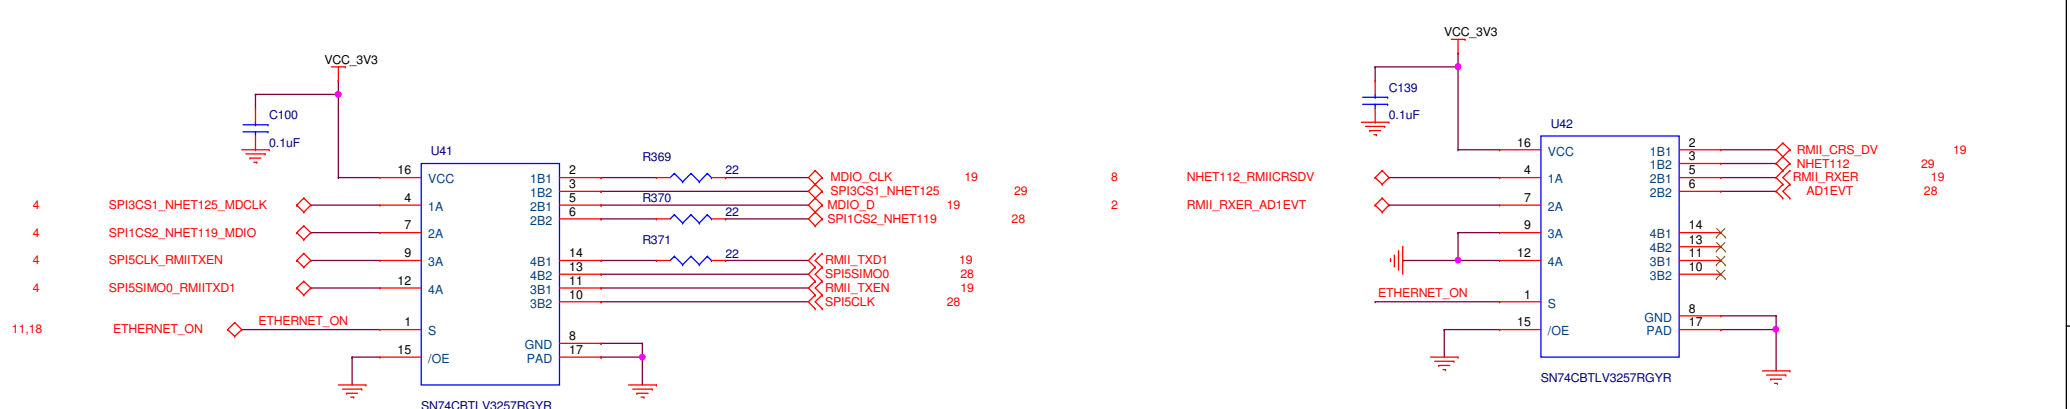 VCC_3V3
C100
0.1uF
U41
16 VCC
4 1A
7 2A
9 3A
12 4A
1 S
15 /OE
1B1 2
1B2 3
2B1 5
2B2 6
4B1 14
4B2 13
3B1 11
3B2 10
GND 8
PAD 17
SN74CBTLV3257RGYR
4 SPI3CS1_NHET125_MDCLK
4 SPI1CS2_NHET119_MDIO
4 SPI5CLK_RMIITXEN
4 SPI5SIMO0_RMIITXD1
11,18 ETHERNET_ON ETHERNET_ON
R369
22
R370
22
R371
22
MDIO_CLK 19
SPI3CS1_NHET125 29
MDIO_D 19
SPI1CS2_NHET119 28
RMII_TXD1 19
SPI5SIMO0 28
RMII_TXEN 19
SPI5CLK 28
VCC_3V3
C139
0.1uF
U42
16 VCC
4 1A
7 2A
9 3A
12 4A
1 S
15 /OE
1B1 2
1B2 3
2B1 5
2B2 6
4B1 14
4B2 13
3B1 11
3B2 10
GND 8
PAD 17
SN74CBTLV3257RGYR
8 NHET112_RMIICRSDV
2 RMII_RXER_AD1EVT
ETHERNET_ON
RMII_CRS_DV 19
NHET112 29
RMII_RXER 19
AD1EVT 28